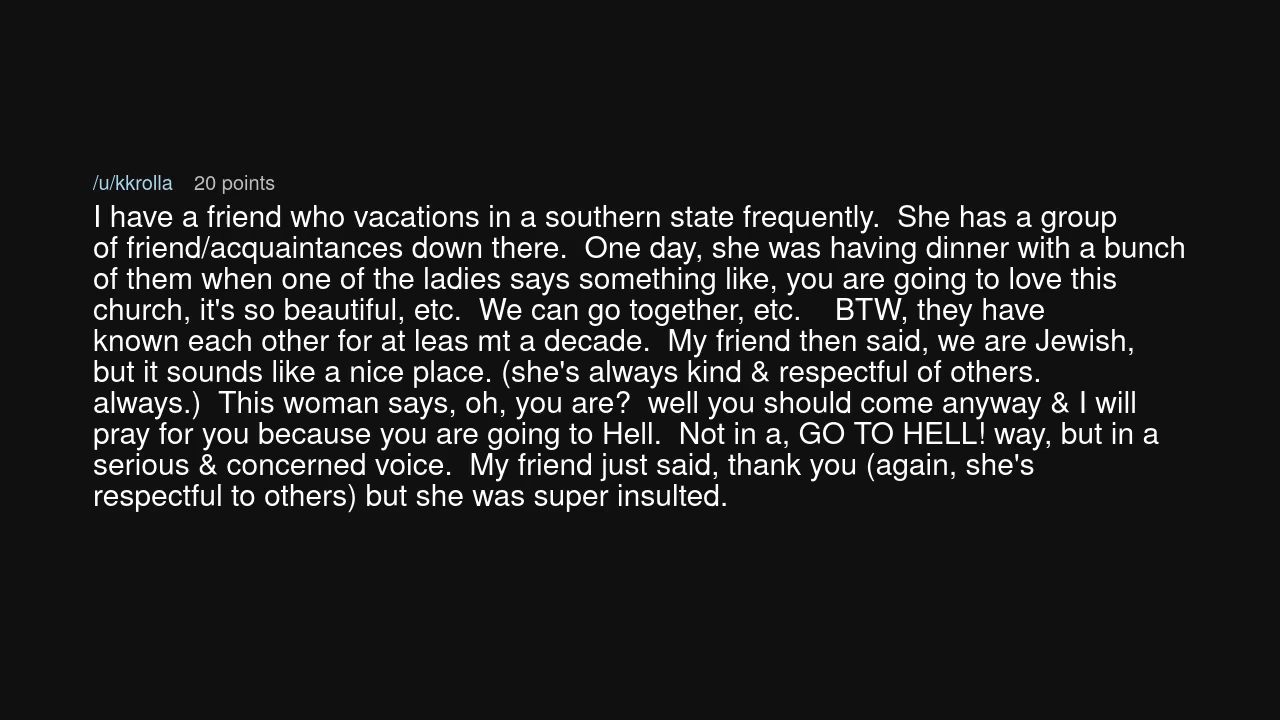 /u/kkrolla 20 points
I have a friend who vacations in a southern state frequently.  She has a group
of friend/acquaintances down there.  One day, she was having dinner with a bunch
of them when one of the ladies says something like, you are going to love this
church, it's so beautiful, etc.  We can go together, etc.    BTW, they have
known each other for at leas mt a decade.  My friend then said, we are Jewish,
but it sounds like a nice place. (she's always kind & respectful of others.
always.)  This woman says, oh, you are?  well you should come anyway & I will
pray for you because you are going to Hell.  Not in a, GO TO HELL! way, but in a
serious & concerned voice.  My friend just said, thank you (again, she's
respectful to others) but she was super insulted.